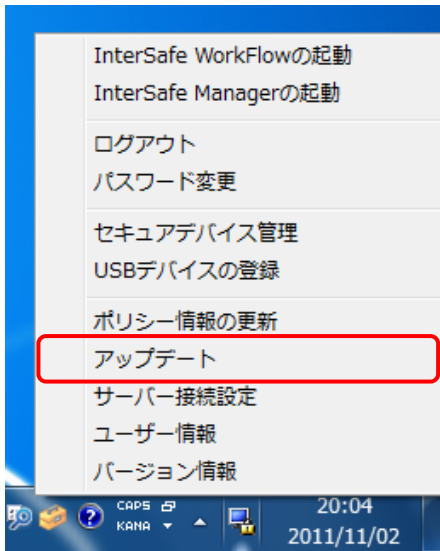 InterSafe WorkFlowの起動
InterSafe Managerの起動
ログアウト
パスワード変更
セキュアデバイス管理
USBデバイスの登録
ポリシー情報の更新
アップデート
サーバー接続設定
ユーザー情報
バージョン情報
CAPS
KANA
20:04
2011/11/02